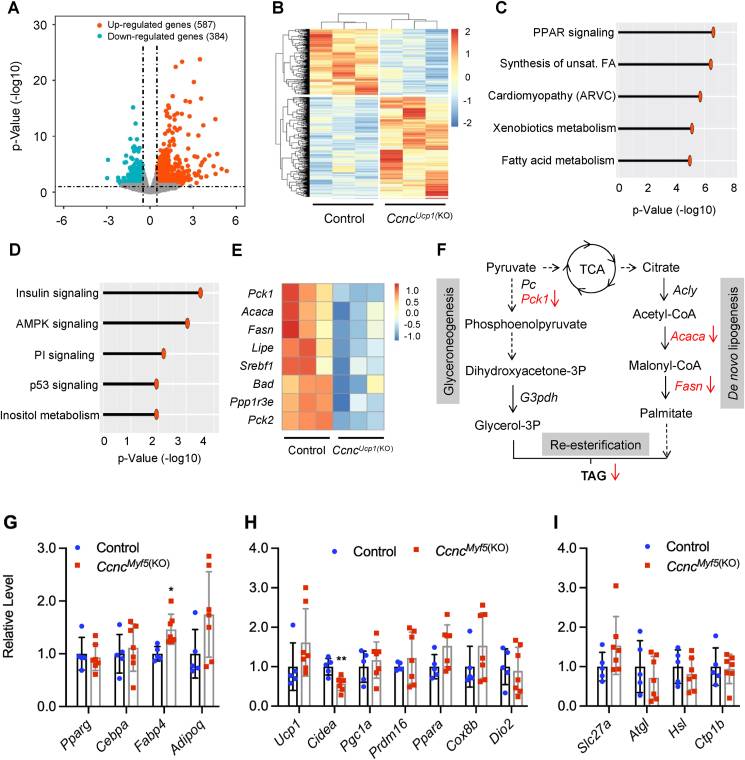 A
Up-regulated genes (587)
Down-regulated genes (384)
p-Value (-log10)
30
20
10
0
-6
-3
0
3
6
B
2
1
0
-1
-2
Control
Ccnc^Ucp1(KO)
C
PPAR signaling
Synthesis of unsat. FA
Cardiomyopathy (ARVC)
Xenobiotics metabolism
Fatty acid metabolism
0
2
4
6
8
p-Value (-log10)
D
Insulin signaling
AMPK signaling
PI signaling
p53 signaling
Inositol metabolism
0
1
2
3
4
p-Value (-log10)
E
Pck1
Acaca
Fasn
Lipe
Srebf1
Bad
Ppp1r3e
Pck2
1.0
0.5
0.0
-0.5
-1.0
Control
Ccnc^Ucp1(KO)
F
Glyceroneogenesis
Pyruvate
TCA
Citrate
Pc
Pck1
Acly
Phosphoenolpyruvate
Acetyl-CoA
Acaca
Dihydroxyacetone-3P
Malonyl-CoA
G3pdh
Fasn
Glycerol-3P
Palmitate
De novo lipogenesis
Re-esterification
TAG
G
Control
Ccnc^Myf5(KO)
Relative Level
3.0
2.0
1.0
0.0
*
Pparg
Cebpa
Fabp4
Adipoq
H
Control
Ccnc^Myf5(KO)
4.0
3.0
2.0
1.0
0.0
**
Ucp1
Cidea
Pgc1a
Prdm16
Ppara
Cox8b
Dio2
I
Control
Ccnc^Myf5(KO)
4.0
3.0
2.0
1.0
0.0
Slc27a
Atgl
Hsl
Ctp1b